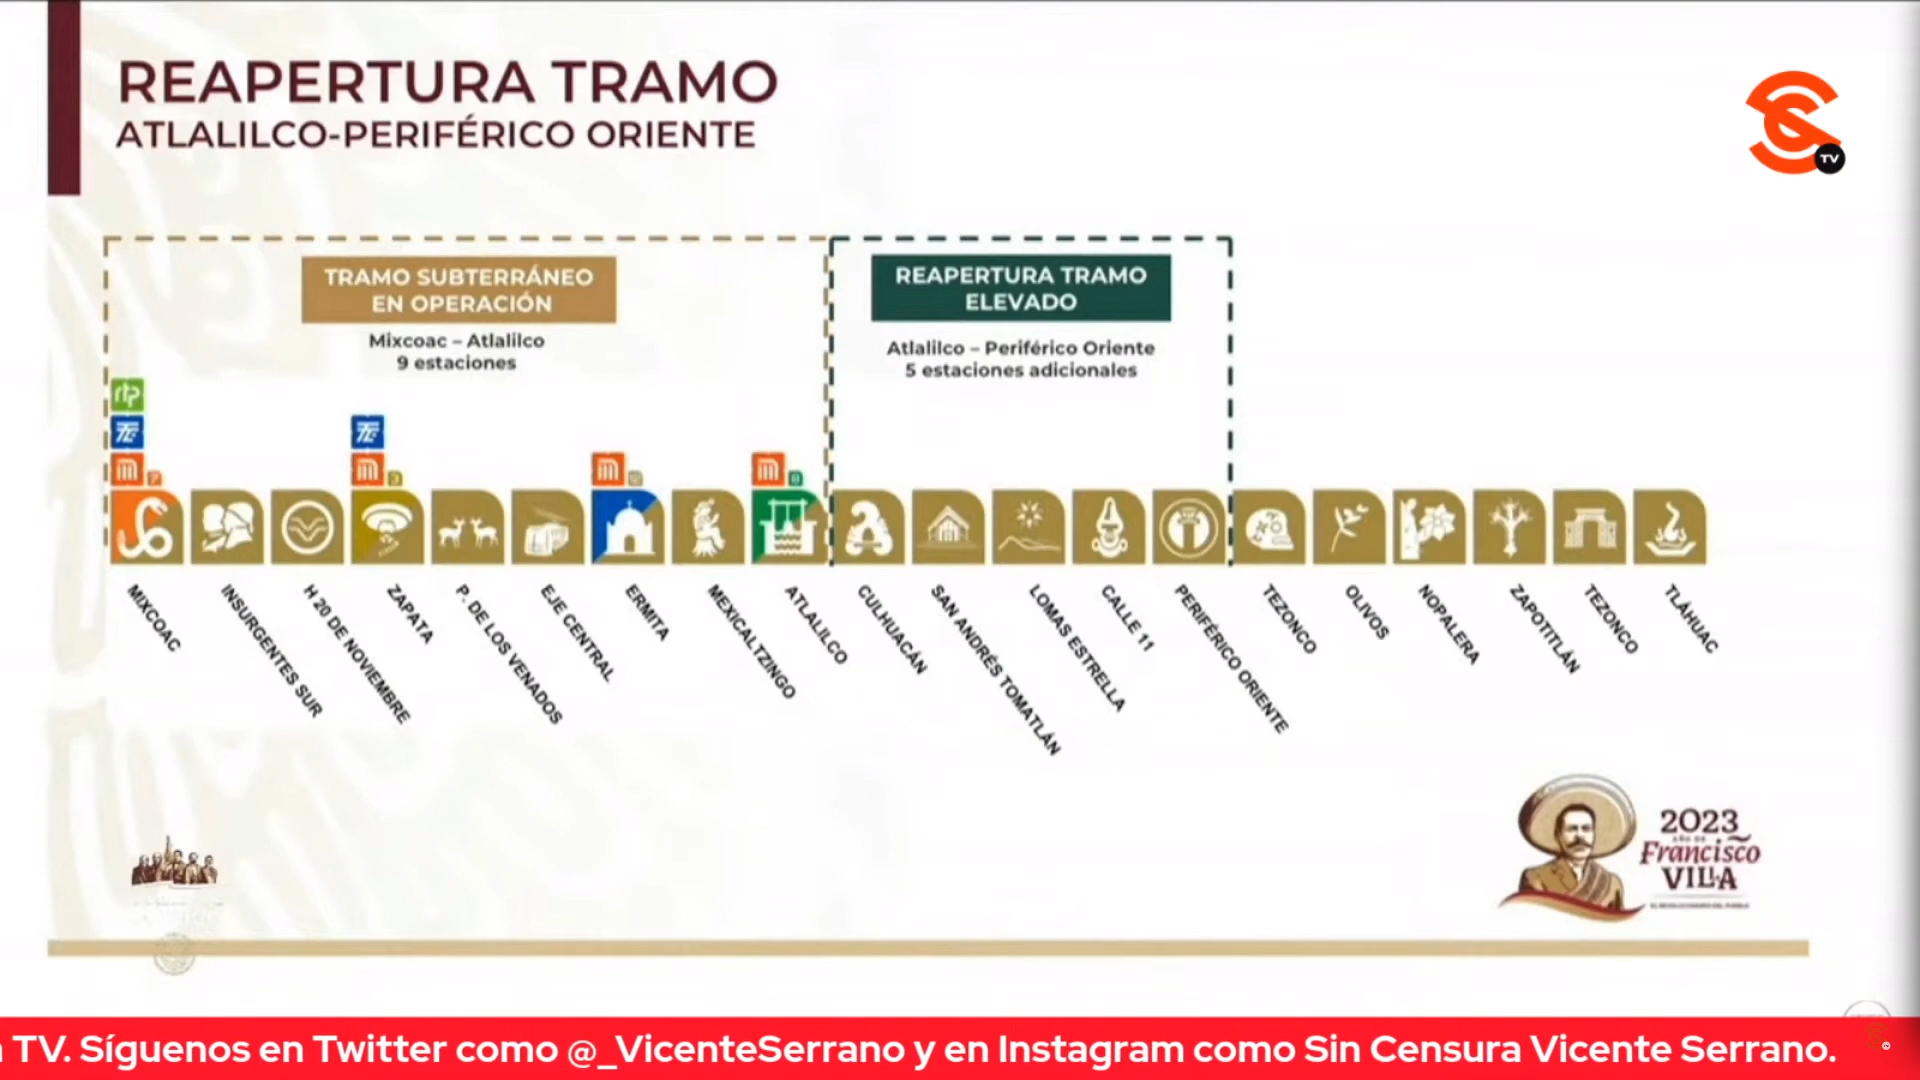 REAPERTURA TRAMO
ATLALILCO-PERIFÉRICO ORIENTE
TV
TRAMO SUBTERRÁNEO
EN OPERACIÓN
Mixcoac – Atlalilco
9 estaciones
REAPERTURA TRAMO
ELEVADO
Atlalilco – Periférico Oriente
5 estaciones adicionales
rtp
MIXCOAC
INSURGENTES SUR
H 20 DE NOVIEMBRE
ZAPATA
P. DE LOS VENADOS
EJE CENTRAL
ERMITA
MEXICALTZINGO
ATLALILCO
CULHUACÁN
SAN ANDRÉS TOMATLÁN
LOMAS ESTRELLA
CALLE 11
PERIFÉRICO ORIENTE
TEZONCO
OLIVOS
NOPALERA
ZAPOTITLÁN
TEZONCO
TLÁHUAC
2023
AÑO DE
Francisco
VILLA
TV. Síguenos en Twitter como @_VicenteSerrano y en Instagram como Sin Censura Vicente Serrano.